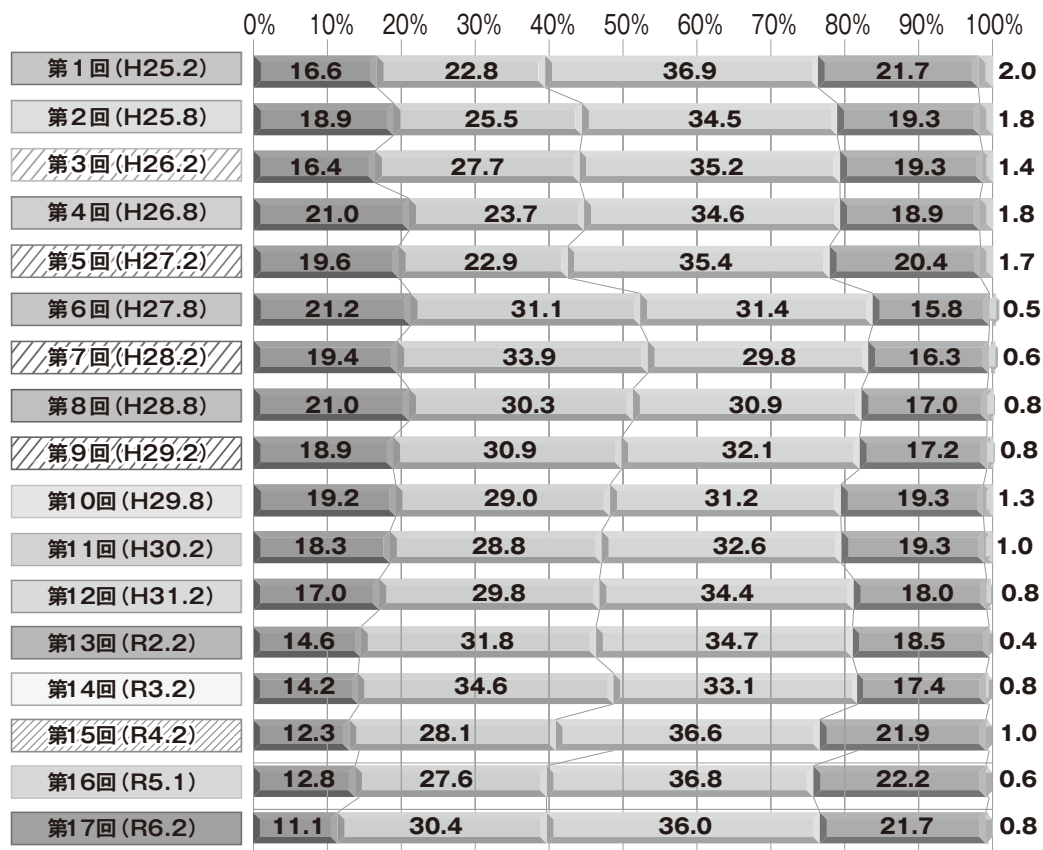 0% 10% 20% 30% 40% 50% 60% 70% 80% 90% 100%
第1回(H25.2) 16.6 22.8 36.9 21.7 2.0
第2回(H25.8) 18.9 25.5 34.5 19.3 1.8
第3回(H26.2) 16.4 27.7 35.2 19.3 1.4
第4回(H26.8) 21.0 23.7 34.6 18.9 1.8
第5回(H27.2) 19.6 22.9 35.4 20.4 1.7
第6回(H27.8) 21.2 31.1 31.4 15.8 0.5
第7回(H28.2) 19.4 33.9 29.8 16.3 0.6
第8回(H28.8) 21.0 30.3 30.9 17.0 0.8
第9回(H29.2) 18.9 30.9 32.1 17.2 0.8
第10回(H29.8) 19.2 29.0 31.2 19.3 1.3
第11回(H30.2) 18.3 28.8 32.6 19.3 1.0
第12回(H31.2) 17.0 29.8 34.4 18.0 0.8
第13回(R2.2) 14.6 31.8 34.7 18.5 0.4
第14回(R3.2) 14.2 34.6 33.1 17.4 0.8
第15回(R4.2) 12.3 28.1 36.6 21.9 1.0
第16回(R5.1) 12.8 27.6 36.8 22.2 0.6
第17回(R6.2) 11.1 30.4 36.0 21.7 0.8